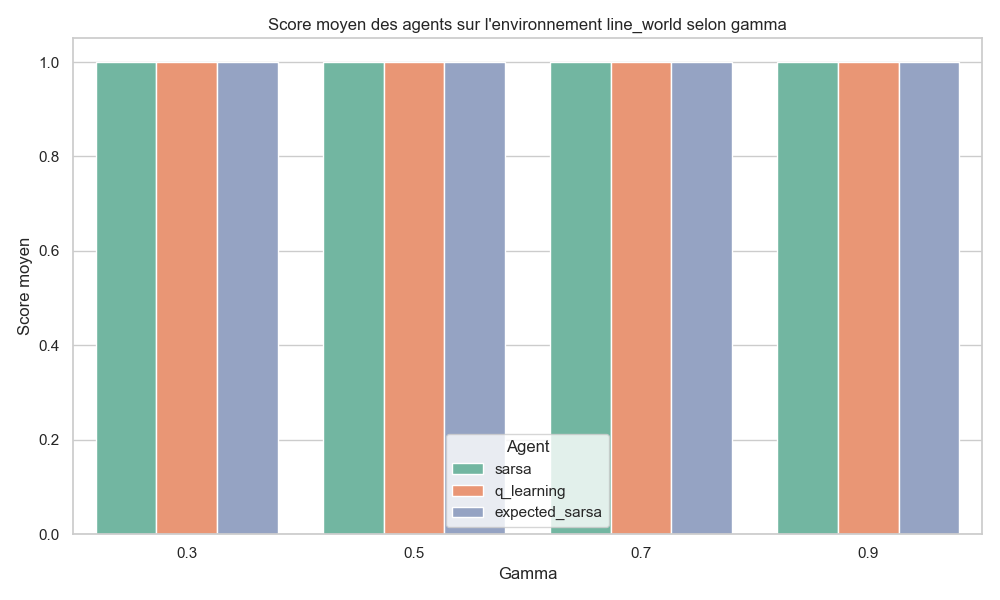 Score moyen des agents sur l'environnement line_world selon gamma
Score moyen
1.0
0.8
0.6
0.4
0.2
0.0
0.3
0.5
0.7
0.9
Gamma
Agent
sarsa
q_learning
expected_sarsa